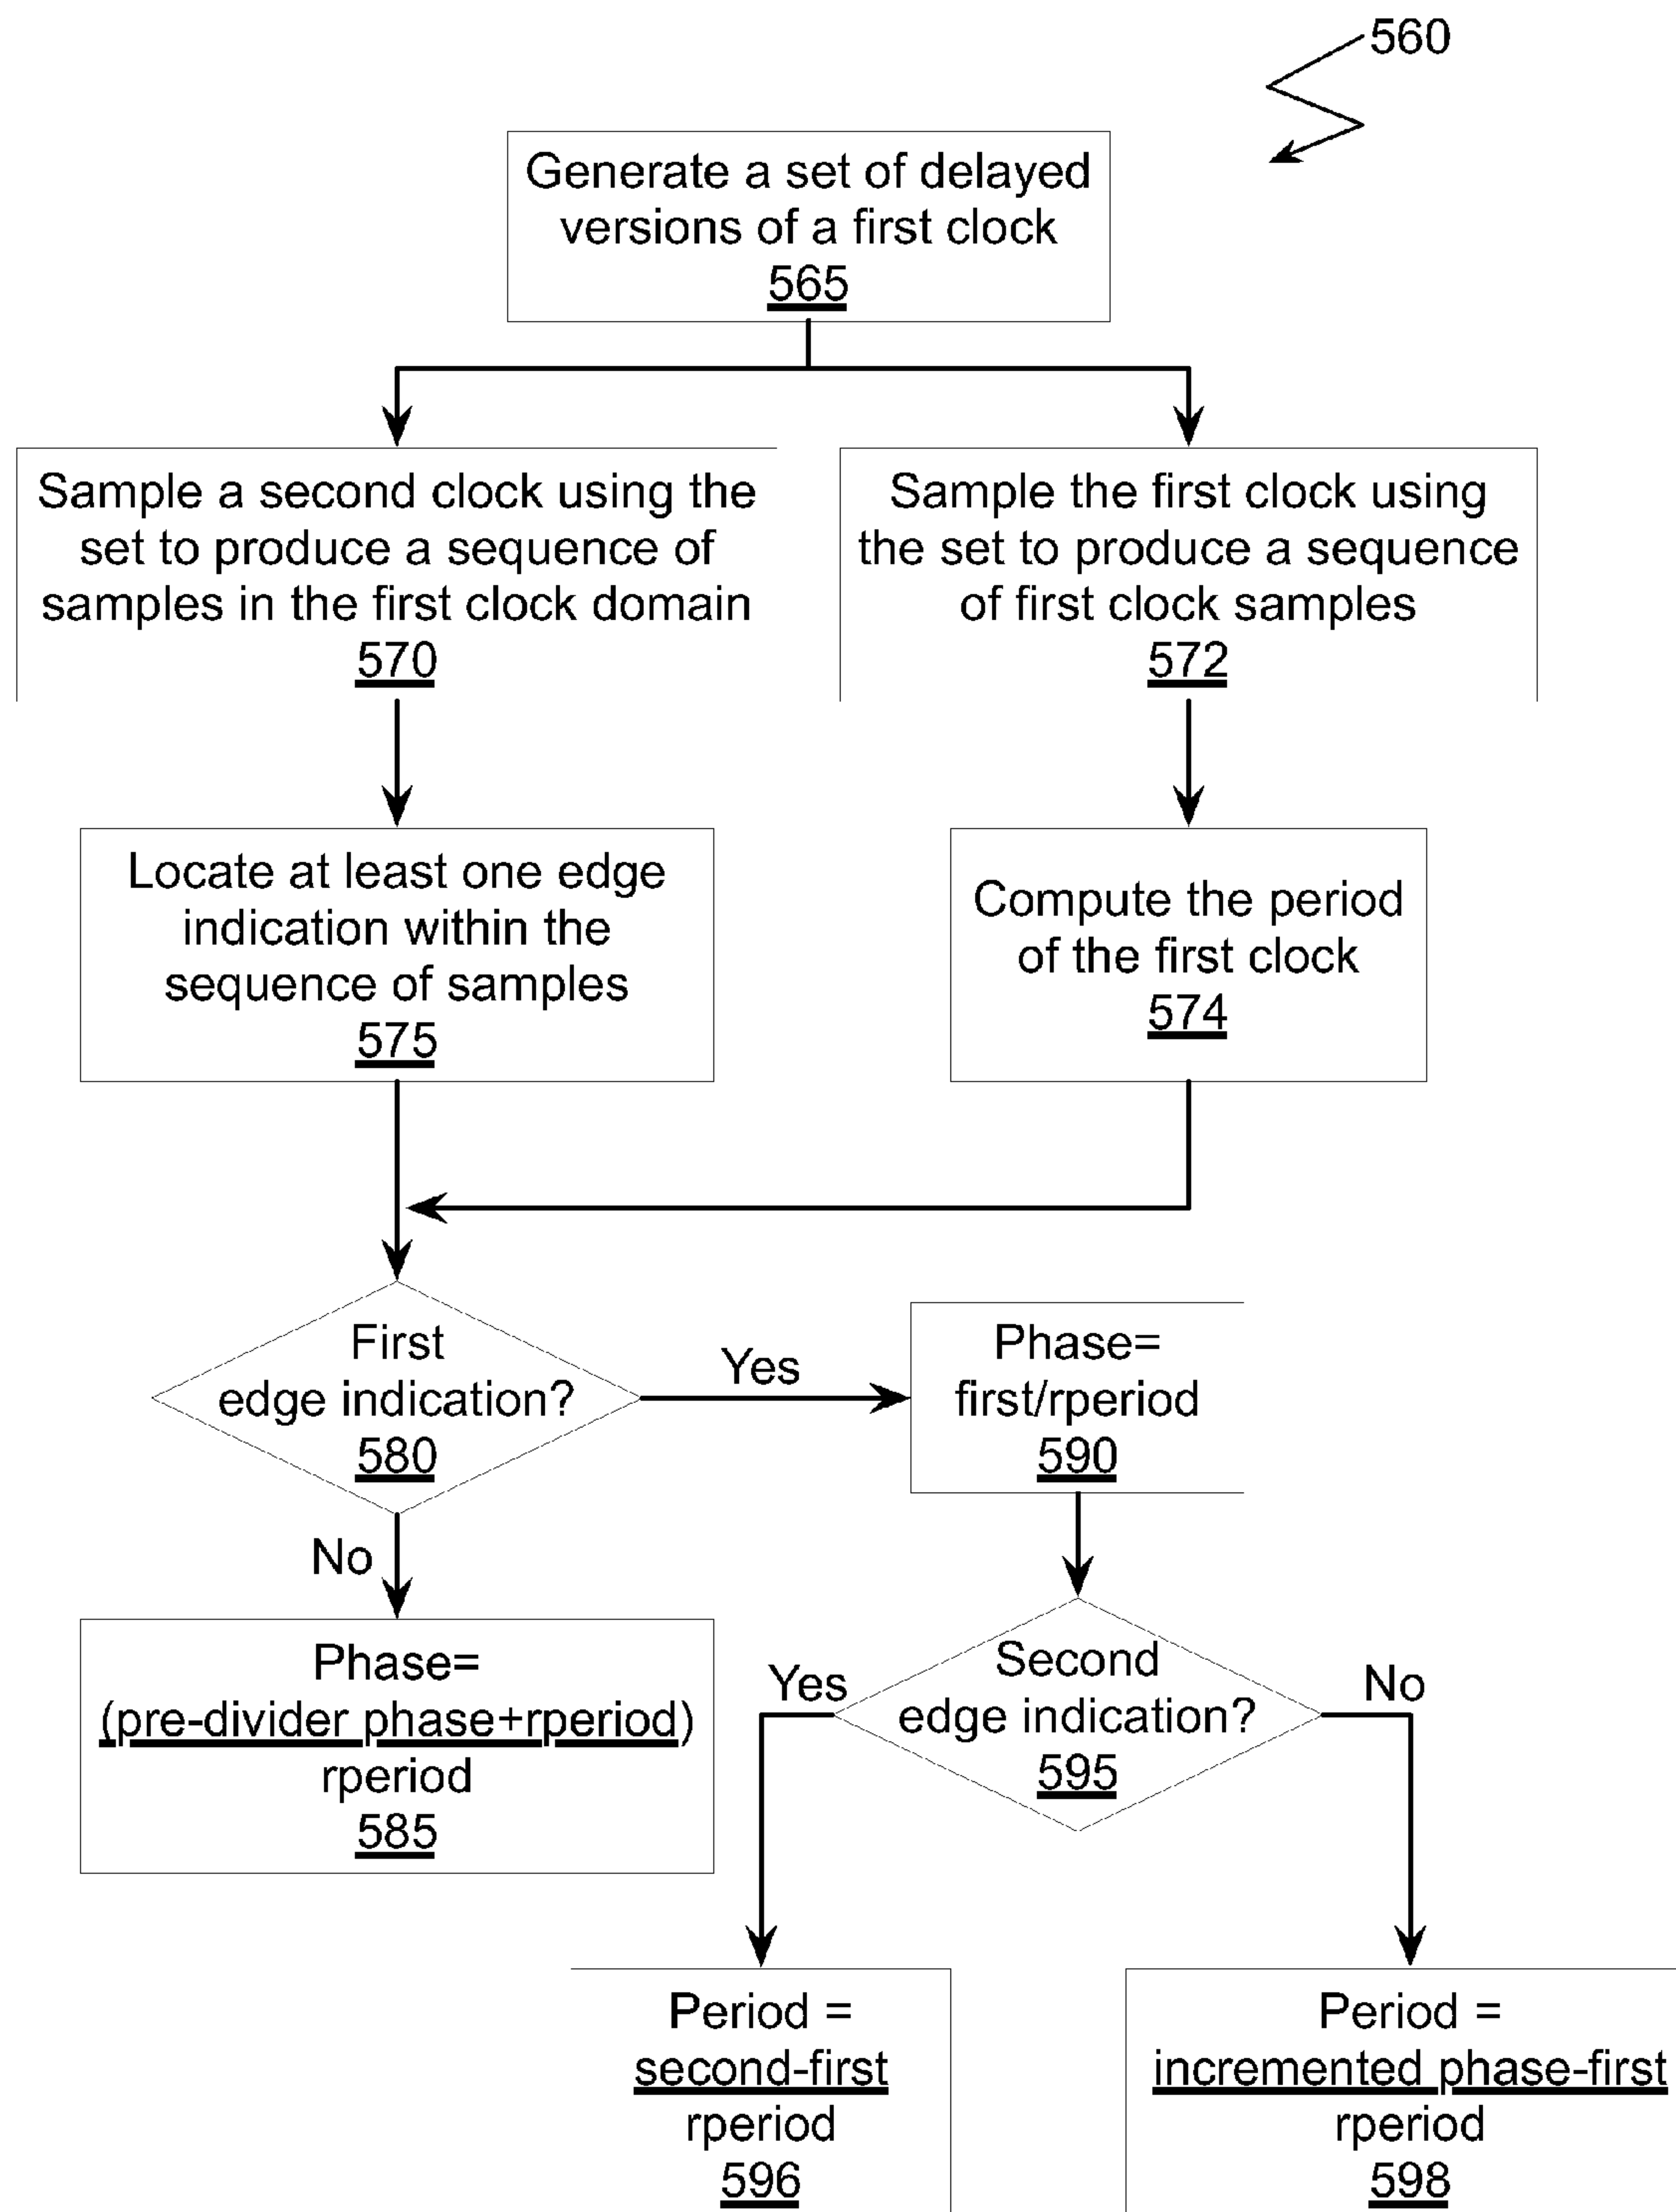 560
Generate a set of delayed
versions of a first clock
565
Sample a second clock using the
set to produce a sequence of
samples in the first clock domain
570
Sample the first clock using
the set to produce a sequence
of first clock samples
572
Locate at least one edge
indication within the
sequence of samples
575
Compute the period
of the first clock
574
First
edge indication?
580
Yes
Phase=
first/rperiod
590
No
Phase=
(pre-divider phase+rperiod)
rperiod
585
Second
edge indication?
595
Yes
No
Period =
second-first
rperiod
596
Period =
incremented phase-first
rperiod
598